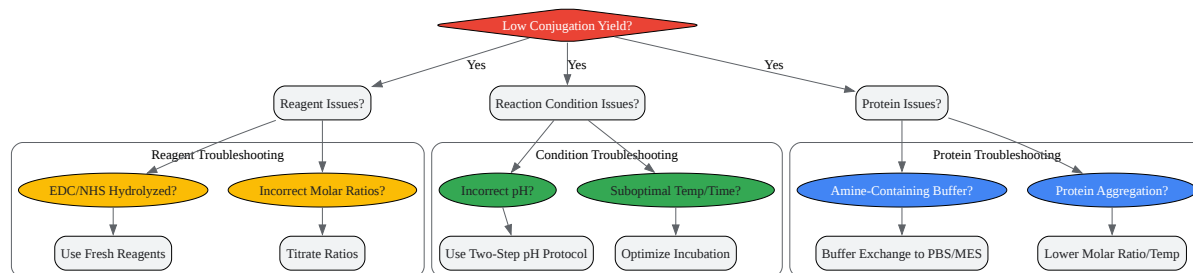 Low Conjugation Yield?
Yes
Yes
Yes
Reagent Issues?
Reaction Condition Issues?
Protein Issues?
Reagent Troubleshooting
Condition Troubleshooting
Protein Troubleshooting
EDC/NHS Hydrolyzed?
Incorrect Molar Ratios?
Incorrect pH?
Suboptimal Temp/Time?
Amine-Containing Buffer?
Protein Aggregation?
Use Fresh Reagents
Titrate Ratios
Use Two-Step pH Protocol
Optimize Incubation
Buffer Exchange to PBS/MES
Lower Molar Ratio/Temp